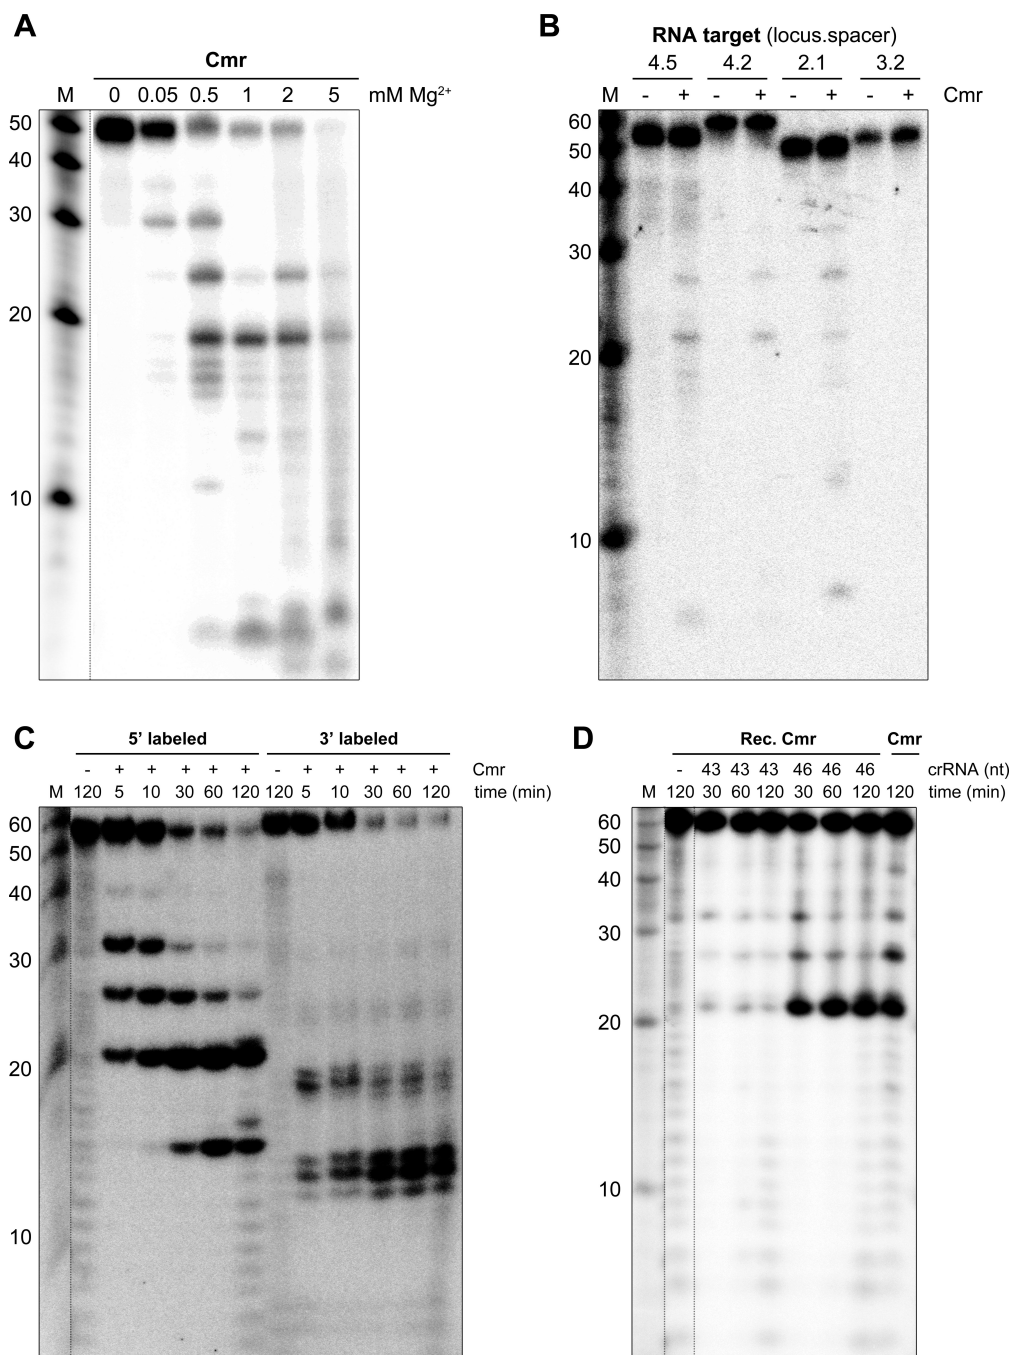 A
Cmr
M 0 0.05 0.5 1 2 5 mM Mg²⁺
50
40
30
20
10
B
RNA target (locus.spacer)
4.5 4.2 2.1 3.2
M - + - + - + - + Cmr
60
50
40
30
20
10
C
5’ labeled 3’ labeled
- + + + + + - + + + + + Cmr
M 120 5 10 30 60 120 120 5 10 30 60 120 time (min)
60
50
40
30
20
10
D
Rec. Cmr Cmr
- 43 43 43 46 46 46 crRNA (nt)
M 120 30 60 120 30 60 120 120 time (min)
60
50
40
30
20
10